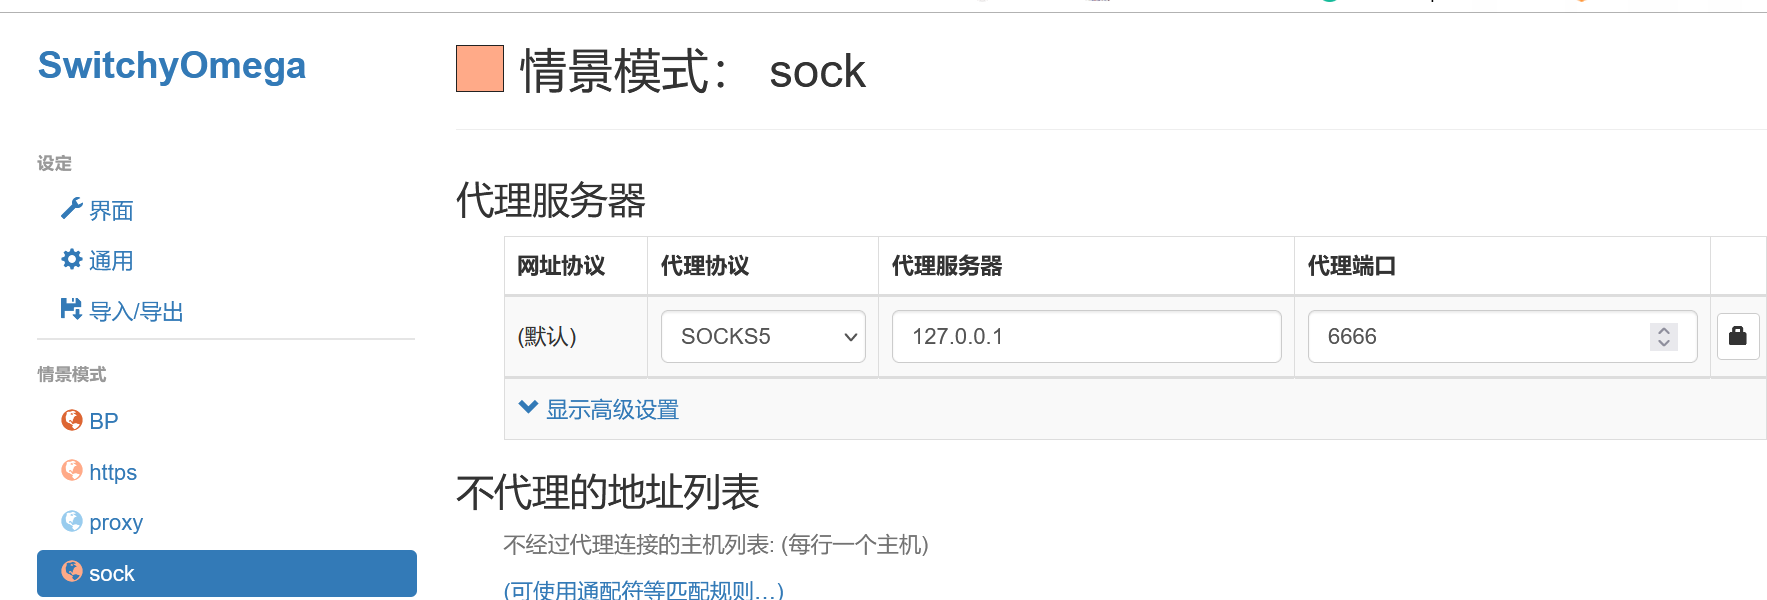 SwitchyOmega
设定
界面
通用
导入/导出
情景模式
BP
https
proxy
sock
情景模式： sock
代理服务器
网址协议 代理协议 代理服务器 代理端口
(默认) SOCKS5 127.0.0.1 6666
显示高级设置
不代理的地址列表
不经过代理连接的主机列表: (每行一个主机)
(可使用通配符等匹配规则…)